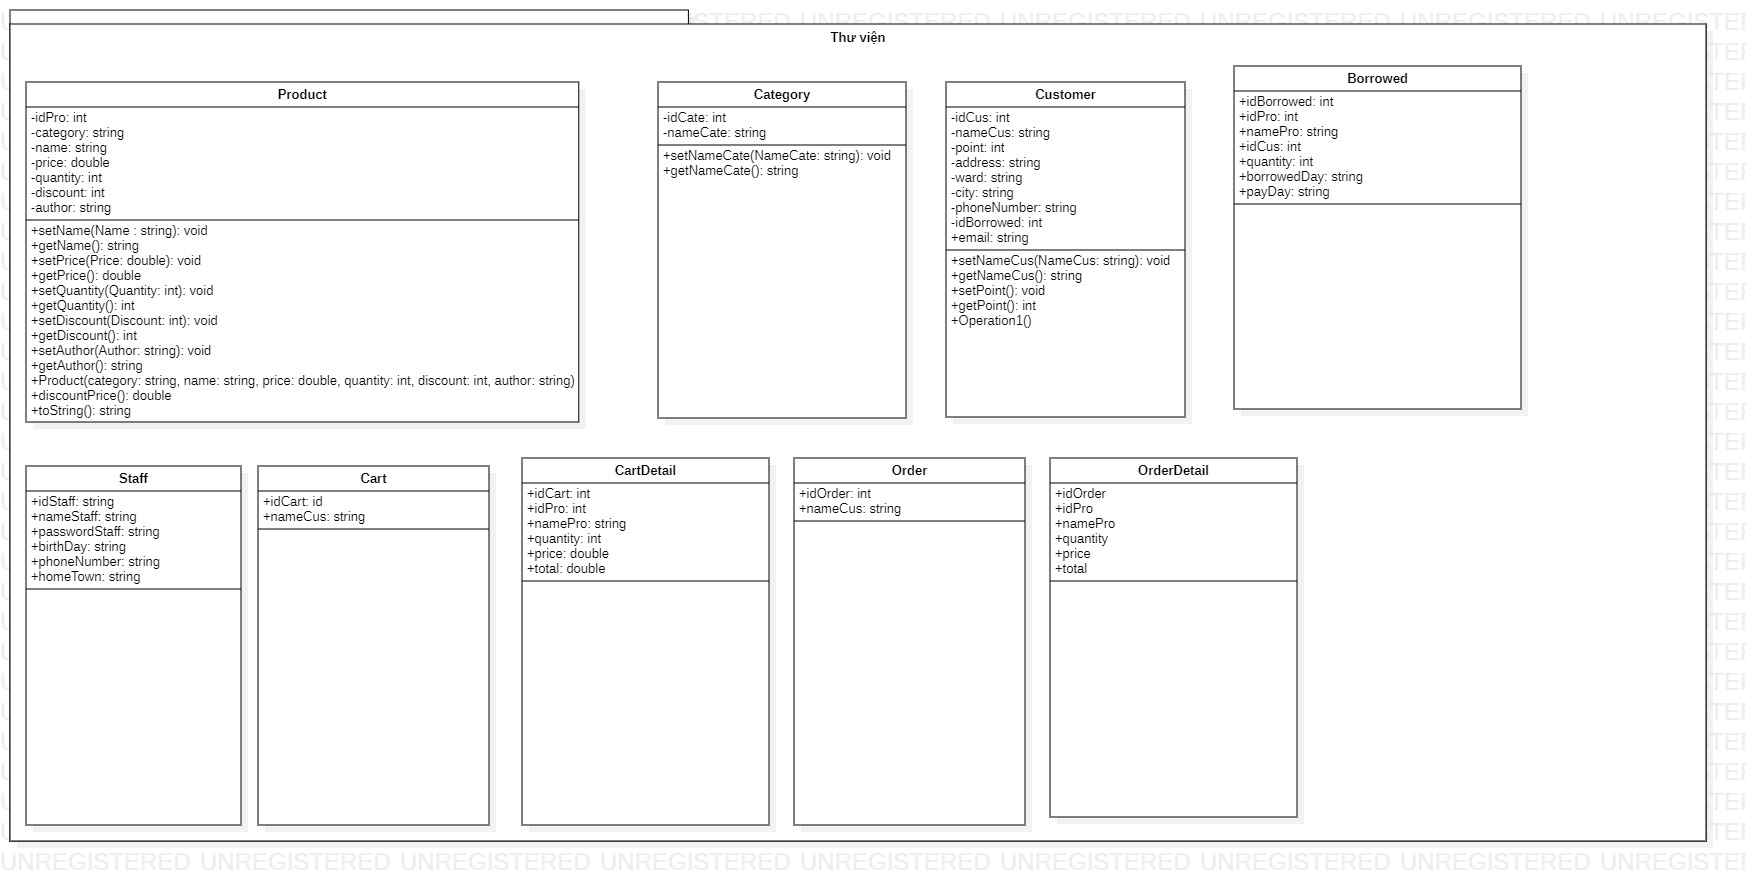 Thư viện
Product
-idPro: int
-category: string
-name: string
-price: double
-quantity: int
-discount: int
-author: string
+setName(Name : string): void
+getName(): string
+setPrice(Price: double): void
+getPrice(): double
+setQuantity(Quantity: int): void
+getQuantity(): int
+setDiscount(Discount: int): void
+getDiscount(): int
+setAuthor(Author: string): void
+getAuthor(): string
+Product(category: string, name: string, price: double, quantity: int, discount: int, author: string)
+discountPrice(): double
+toString(): string
Category
-idCate: int
-nameCate: string
+setNameCate(NameCate: string): void
+getNameCate(): string
Customer
-idCus: int
-nameCus: string
-point: int
-address: string
-ward: string
-city: string
-phoneNumber: string
-idBorrowed: int
+email: string
+setNameCus(NameCus: string): void
+getNameCus(): string
+setPoint(): void
+getPoint(): int
+Operation1()
Borrowed
+idBorrowed: int
+idPro: int
+namePro: string
+idCus: int
+quantity: int
+borrowedDay: string
+payDay: string
Staff
+idStaff: string
+nameStaff: string
+passwordStaff: string
+birthDay: string
+phoneNumber: string
+homeTown: string
Cart
+idCart: id
+nameCus: string
CartDetail
+idCart: int
+idPro: int
+namePro: string
+quantity: int
+price: double
+total: double
Order
+idOrder: int
+nameCus: string
OrderDetail
+idOrder
+idPro
+namePro
+quantity
+price
+total
UNREGISTERED UNREGISTERED UNREGISTERED UNREGISTERED UNREGISTERED UNREGISTERED UNREGISTERED UNREGISTERED